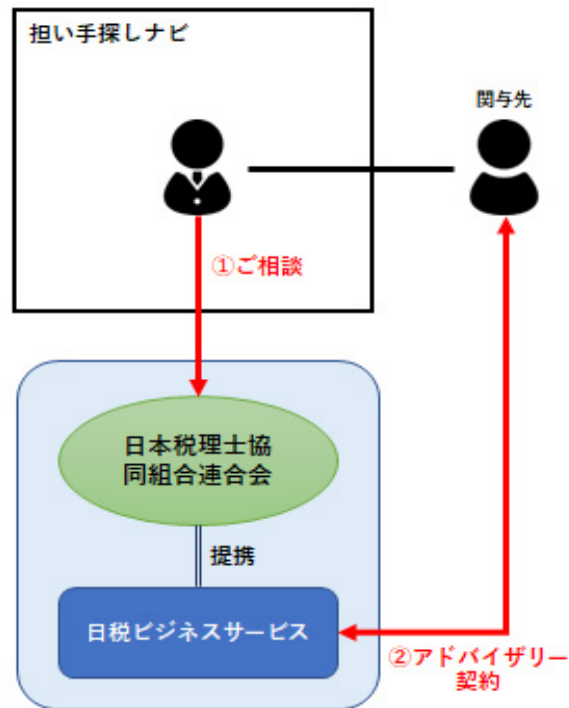 担い手探しナビ
関与先
①ご相談
日本税理士協
同組合連合会
提携
日税ビジネスサービス
②アドバイザリー
契約